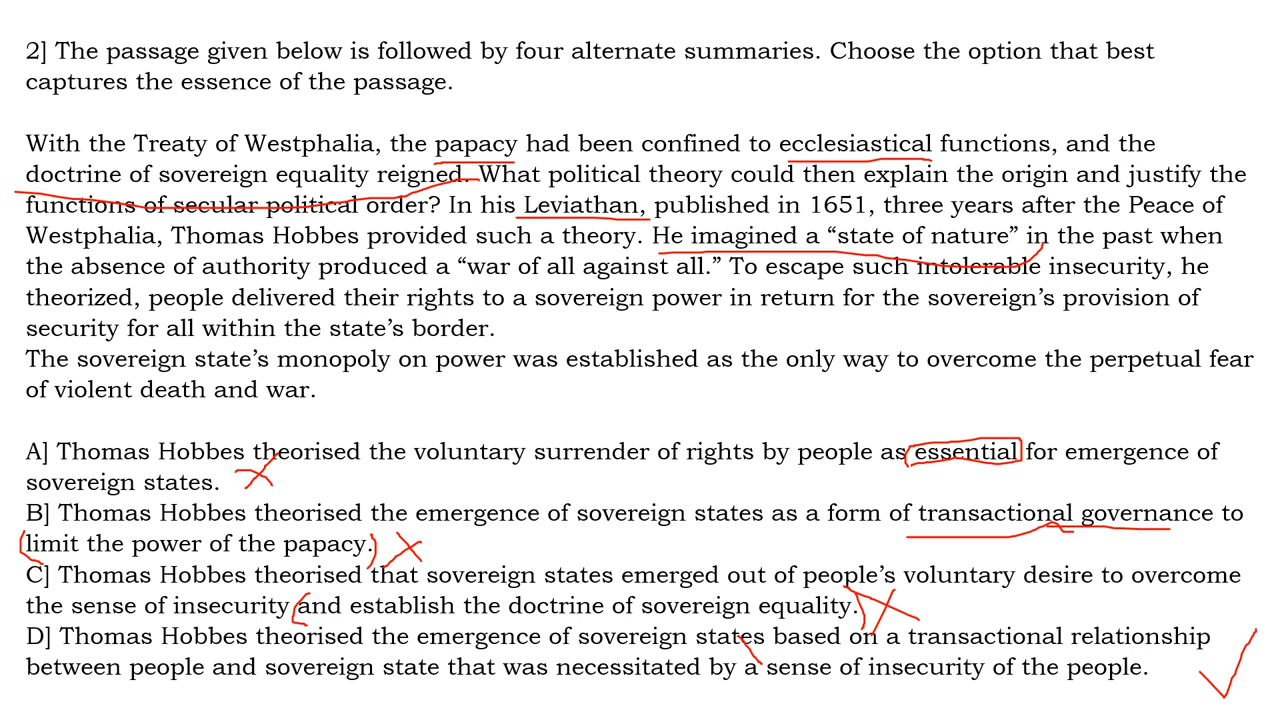 2] The passage given below is followed by four alternate summaries. Choose the option that best
captures the essence of the passage.
With the Treaty of Westphalia, the papacy had been confined to ecclesiastical functions, and the
doctrine of sovereign equality reigned. What political theory could then explain the origin and justify the
functions of secular political order? In his Leviathan, published in 1651, three years after the Peace of
Westphalia, Thomas Hobbes provided such a theory. He imagined a “state of nature” in the past when
the absence of authority produced a “war of all against all.” To escape such intolerable insecurity, he
theorized, people delivered their rights to a sovereign power in return for the sovereign’s provision of
security for all within the state’s border.
The sovereign state’s monopoly on power was established as the only way to overcome the perpetual fear
of violent death and war.
A] Thomas Hobbes theorised the voluntary surrender of rights by people as essential for emergence of
sovereign states.
B] Thomas Hobbes theorised the emergence of sovereign states as a form of transactional governance to
limit the power of the papacy.
C] Thomas Hobbes theorised that sovereign states emerged out of people’s voluntary desire to overcome
the sense of insecurity and establish the doctrine of sovereign equality.
D] Thomas Hobbes theorised the emergence of sovereign states based on a transactional relationship
between people and sovereign state that was necessitated by a sense of insecurity of the people.